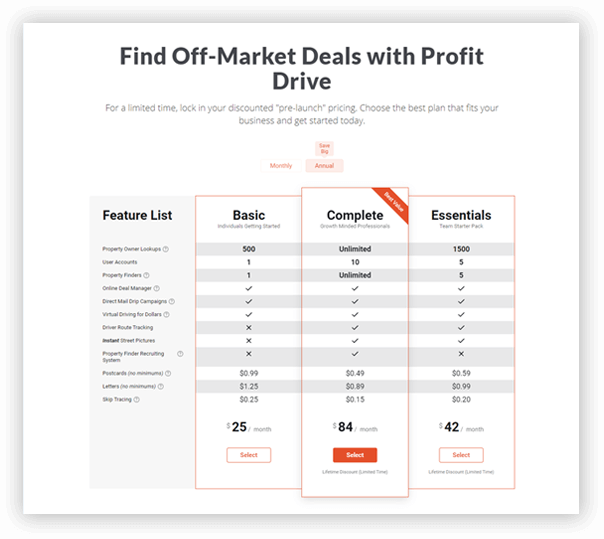 Find Off-Market Deals with Profit
Drive
For a limited time, lock in your discounted "pre-launch" pricing. Choose the best plan that fits your
business and get started today.
Save
Big
Monthly Annual
Best Value
Feature List Basic Complete Essentials
Individuals Getting Started Growth Minded Professionals Team Starter Pack
Property Owner Lookups ? 500 Unlimited 1500
User Accounts 1 10 5
Property Finders ? 1 Unlimited 5
Online Deal Manager ? ✓ ✓ ✓
Direct Mail Drip Campaigns ? ✓ ✓ ✓
Virtual Driving for Dollars ? ✓ ✓ ✓
Driver Route Tracking ✕ ✓ ✓
Instant Street Pictures ✕ ✓ ✓
Property Finder Recruiting ? ✕ ✓ ✕
System
Postcards (no minimums) ? $0.99 $0.49 $0.59
Letters (no minimums) ? $1.25 $0.89 $0.99
Skip Tracing ? $0.25 $0.15 $0.20
$ 25 / month $ 84 / month $ 42 / month
Select Select Select
Lifetime Discount (Limited Time) Lifetime Discount (Limited Time)